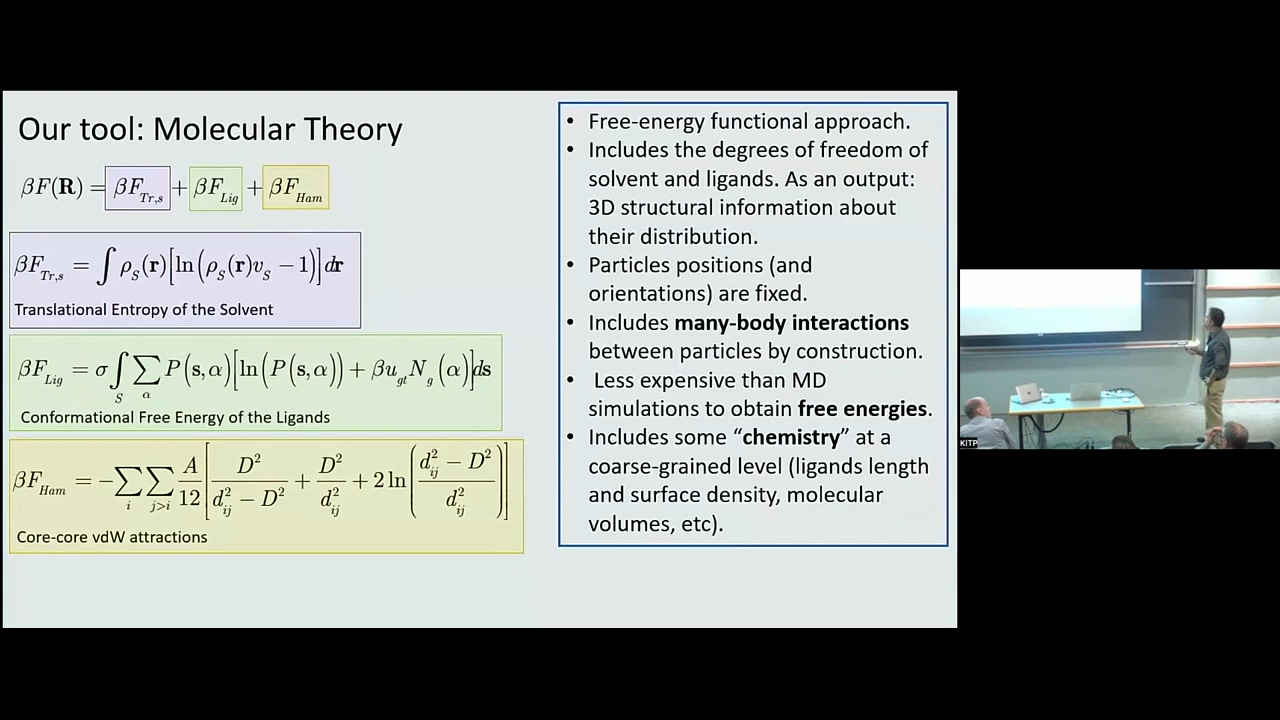 Our tool: Molecular Theory
βF(R) = βF_{Tr,s} + βF_{Lig} + βF_{Ham}
βF_{Tr,s} = ∫ ρ_S(r)[ln(ρ_S(r)v_S − 1)]dr
Translational Entropy of the Solvent
βF_{Lig} = σ∫_S ∑_α P(s,α)[ln(P(s,α)) + βu_{gt}N_g(α)]ds
Conformational Free Energy of the Ligands
βF_{Ham} = −∑_i ∑_{j>i} A/12 [D²/(d_{ij}² − D²) + D²/d_{ij}² + 2 ln((d_{ij}² − D²)/d_{ij}²)]
Core-core vdW attractions
• Free-energy functional approach.
• Includes the degrees of freedom of
solvent and ligands. As an output:
3D structural information about
their distribution.
• Particles positions (and
orientations) are fixed.
• Includes many-body interactions
between particles by construction.
• Less expensive than MD
simulations to obtain free energies.
• Includes some “chemistry” at a
coarse-grained level (ligands length
and surface density, molecular
volumes, etc).
KITP